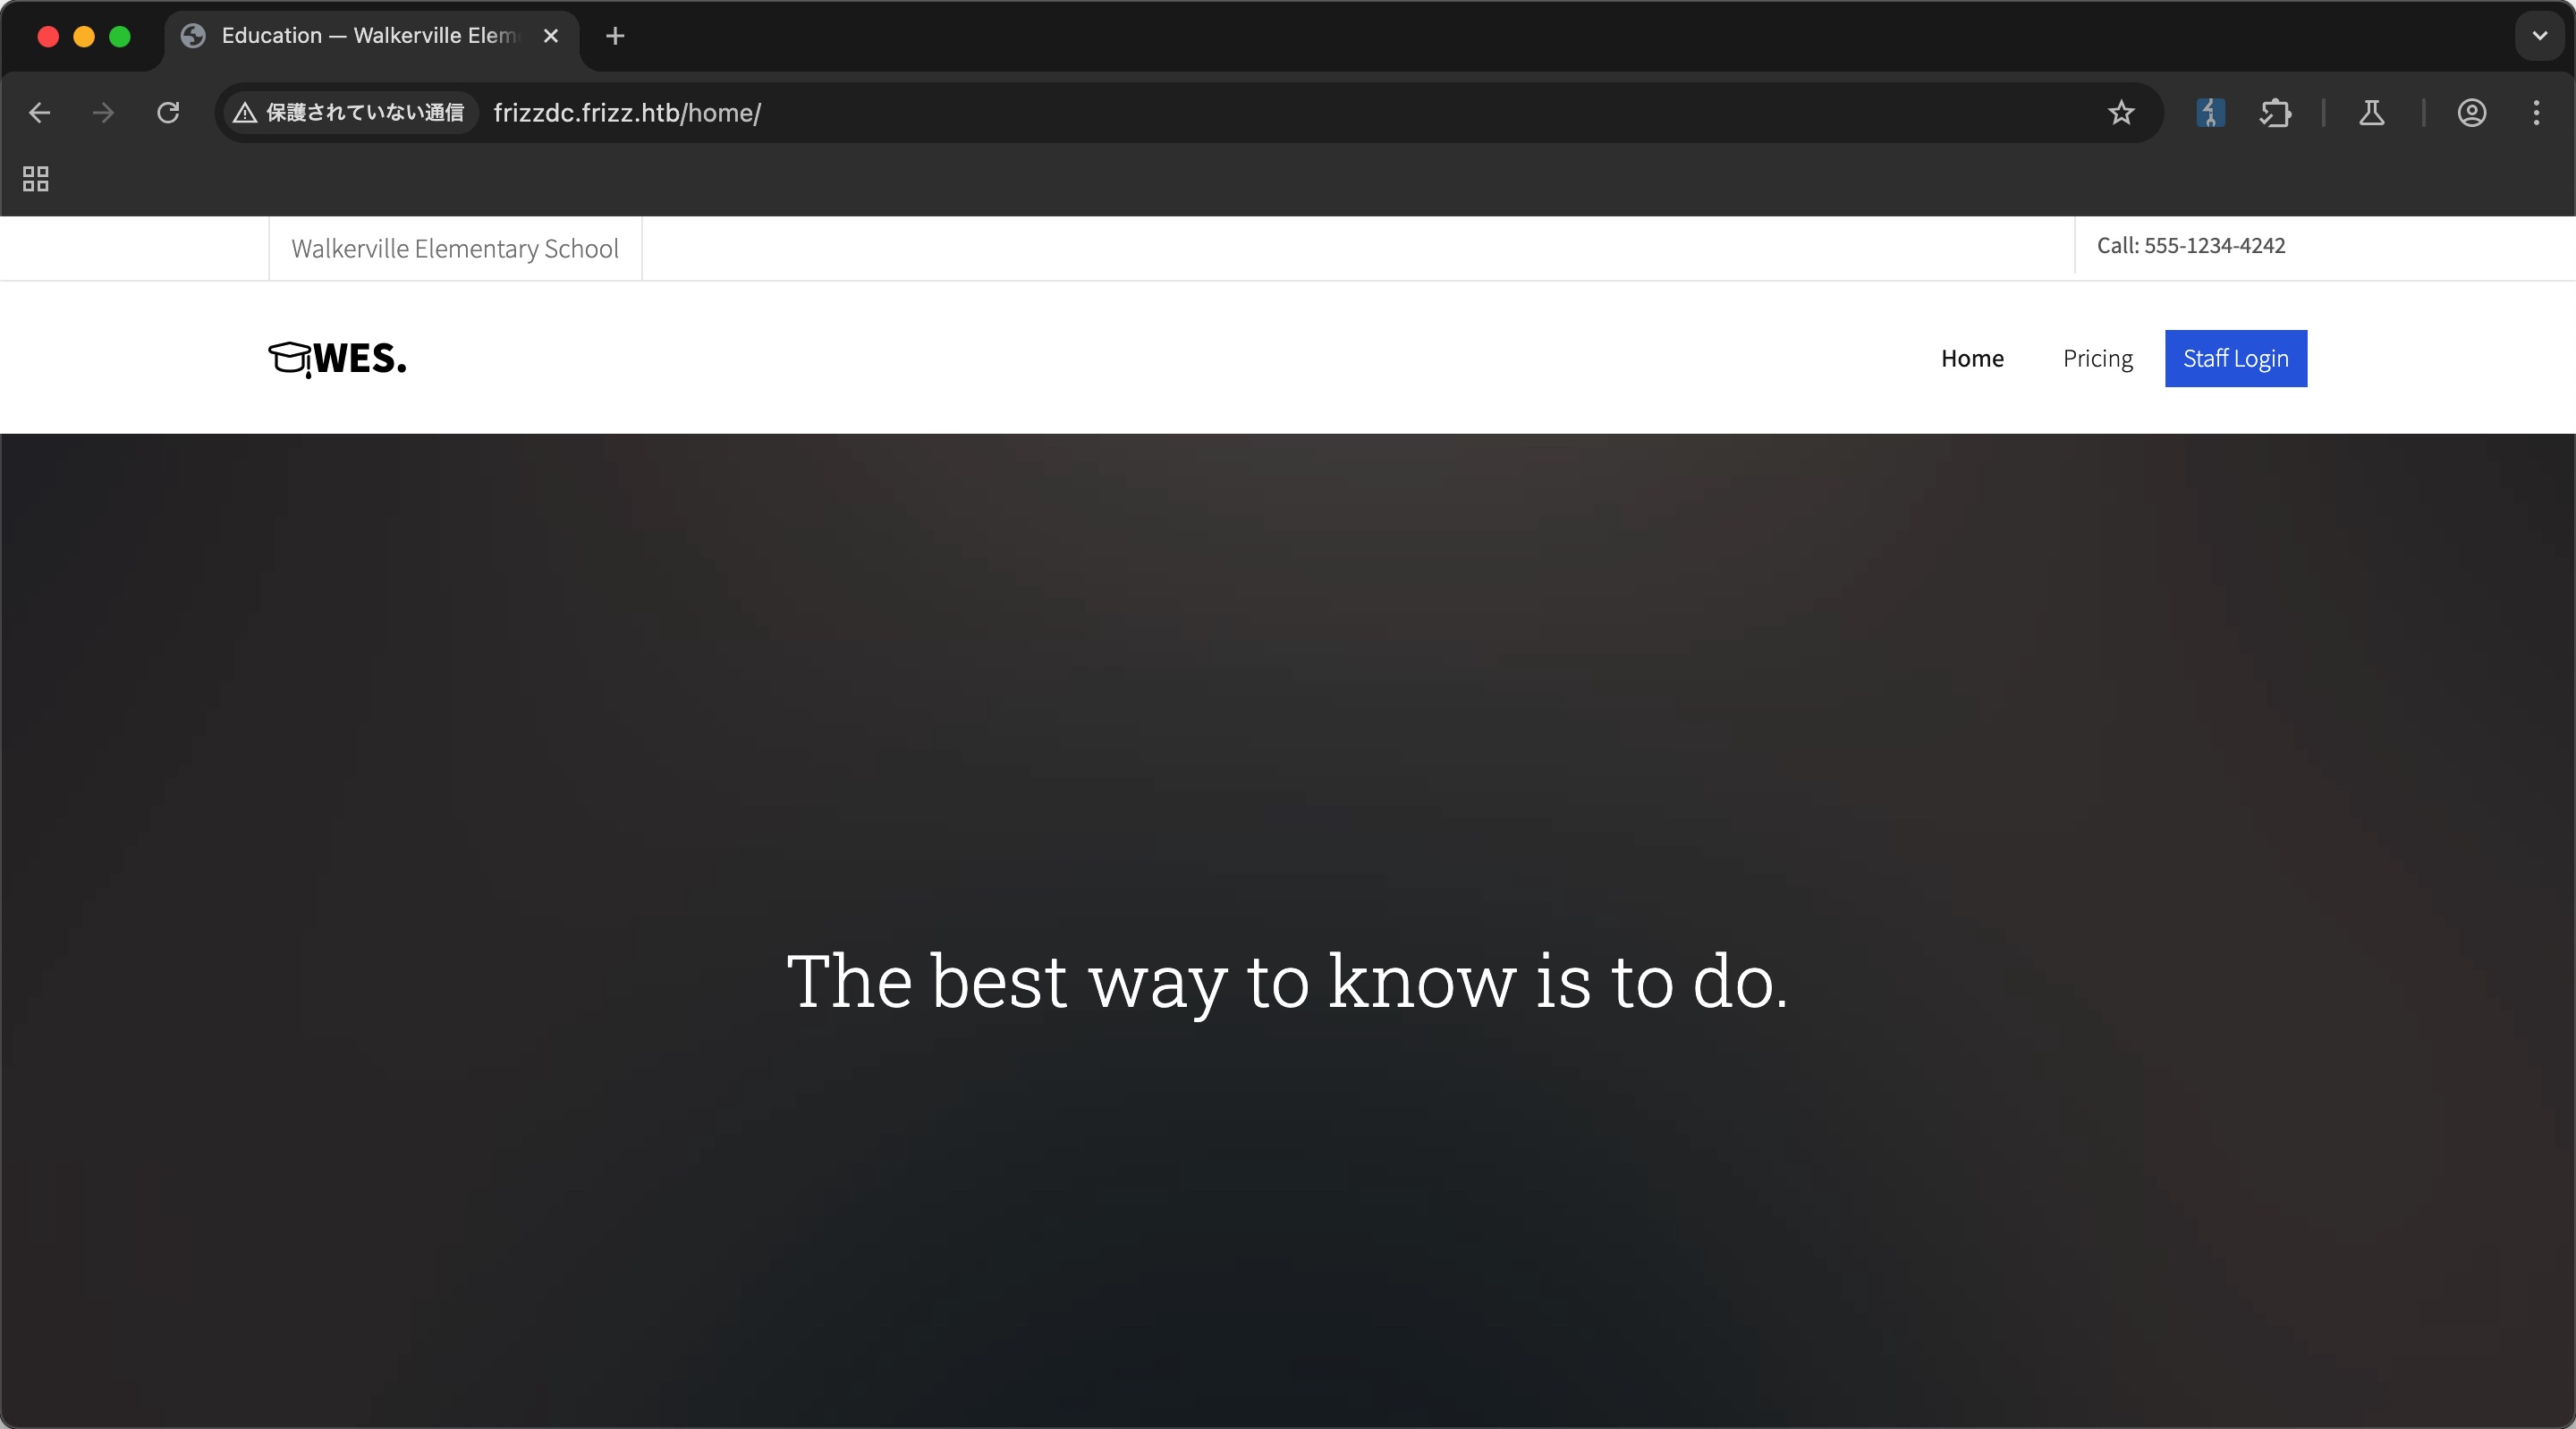 Education — Walkerville Elem
保護されていない通信 frizzdc.frizz.htb/home/
Walkerville Elementary School
Call: 555-1234-4242
WES.
Home Pricing Staff Login
The best way to know is to do.